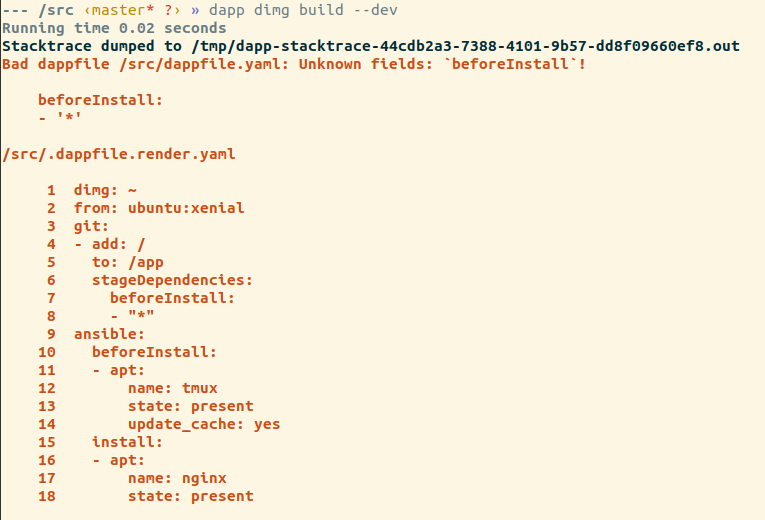 --- /src ‹master* ?› » dapp dimg build --dev
Running time 0.02 seconds
Stacktrace dumped to /tmp/dapp-stacktrace-44cdb2a3-7388-4101-9b57-dd8f09660ef8.out
Bad dappfile /src/dappfile.yaml: Unknown fields: `beforeInstall`!
    beforeInstall:
    - '*'
/src/.dappfile.render.yaml
     1  dimg: ~
     2  from: ubuntu:xenial
     3  git:
     4  - add: /
     5    to: /app
     6    stageDependencies:
     7      beforeInstall:
     8      - "*"
     9  ansible:
    10    beforeInstall:
    11    - apt:
    12        name: tmux
    13        state: present
    14        update_cache: yes
    15    install:
    16    - apt:
    17        name: nginx
    18        state: present